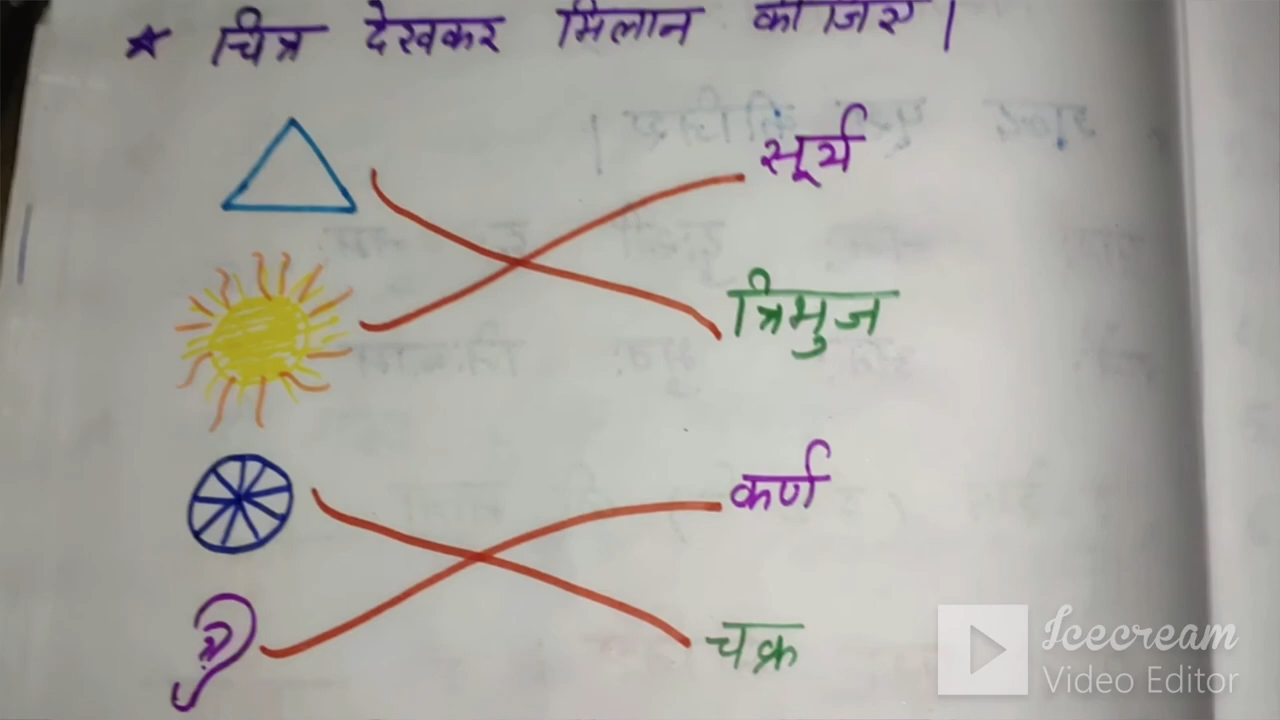 ★ चित्र देखकर मिलान कीजिए।
सूर्य
त्रिभुज
कर्ण
चक्र
Icecream
Video Editor